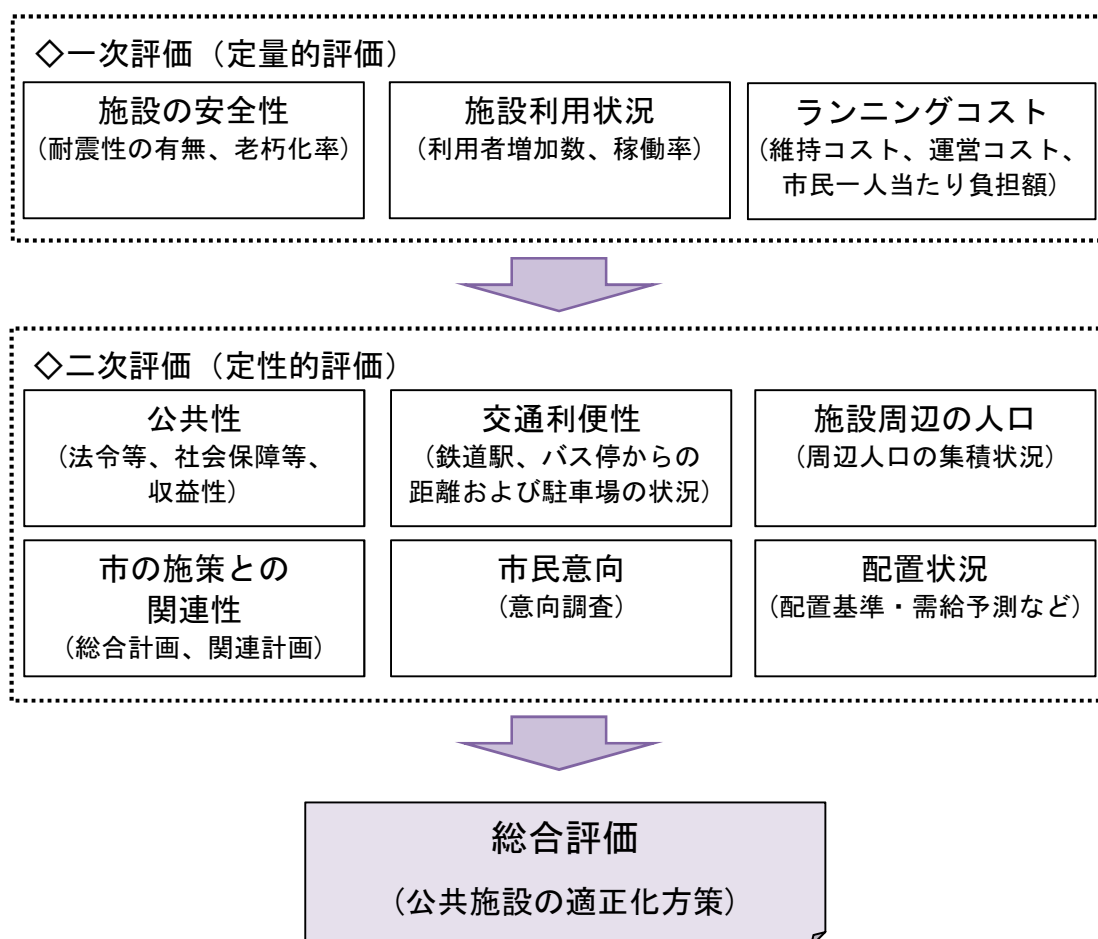 ◇一次評価（定量的評価）
施設の安全性
（耐震性の有無、老朽化率）
施設利用状況
（利用者増加数、稼働率）
ランニングコスト
（維持コスト、運営コスト、
市民一人当たり負担額）
◇二次評価（定性的評価）
公共性
（法令等、社会保障等、
収益性）
交通利便性
（鉄道駅、バス停からの
距離および駐車場の状況）
施設周辺の人口
（周辺人口の集積状況）
市の施策との
関連性
（総合計画、関連計画）
市民意向
（意向調査）
配置状況
（配置基準・需給予測など）
総合評価
（公共施設の適正化方策）